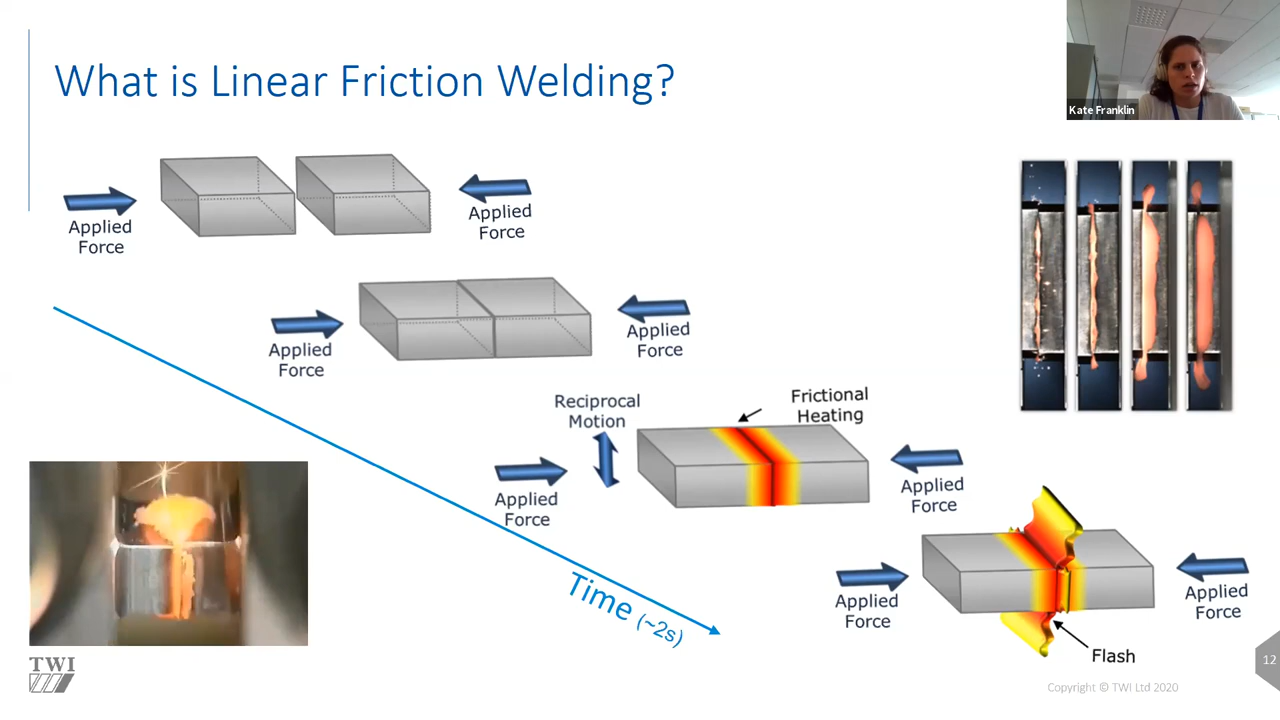 What is Linear Friction Welding?
Kate Franklin
Applied
Force
Applied
Force
Applied
Force
Applied
Force
Reciprocal
Motion
Frictional
Heating
Applied
Force
Applied
Force
Applied
Force
Applied
Force
Flash
Time (~2s)
TWI
Copyright © TWI Ltd 2020
12